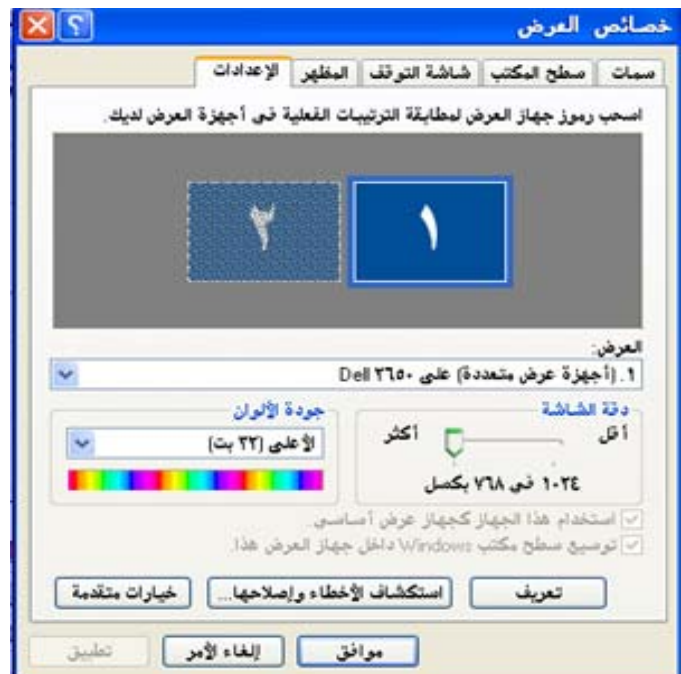 خصائص العرض
سمات سطح المكتب شاشة التوقف المظهر الإعدادات
اسحب رموز جهاز العرض لمطابقة الترتيبات الفعلية في أجهزة العرض لديك.
١ ٢
العرض:
١. (أجهزة عرض متعددة) على Dell ٢٦٥٠
دقة الشاشة جودة الألوان
أقل أكثر الأعلى (٣٢ بت)
١٠٢٤ في ٧٦٨ بكسل
استخدام هذا الجهاز كجهاز عرض أساسي.
توسيع سطح مكتب Windows داخل جهاز العرض هذا.
تعريف استكشاف الأخطاء وإصلاحها... خيارات متقدمة
موافق إلغاء الأمر تطبيق